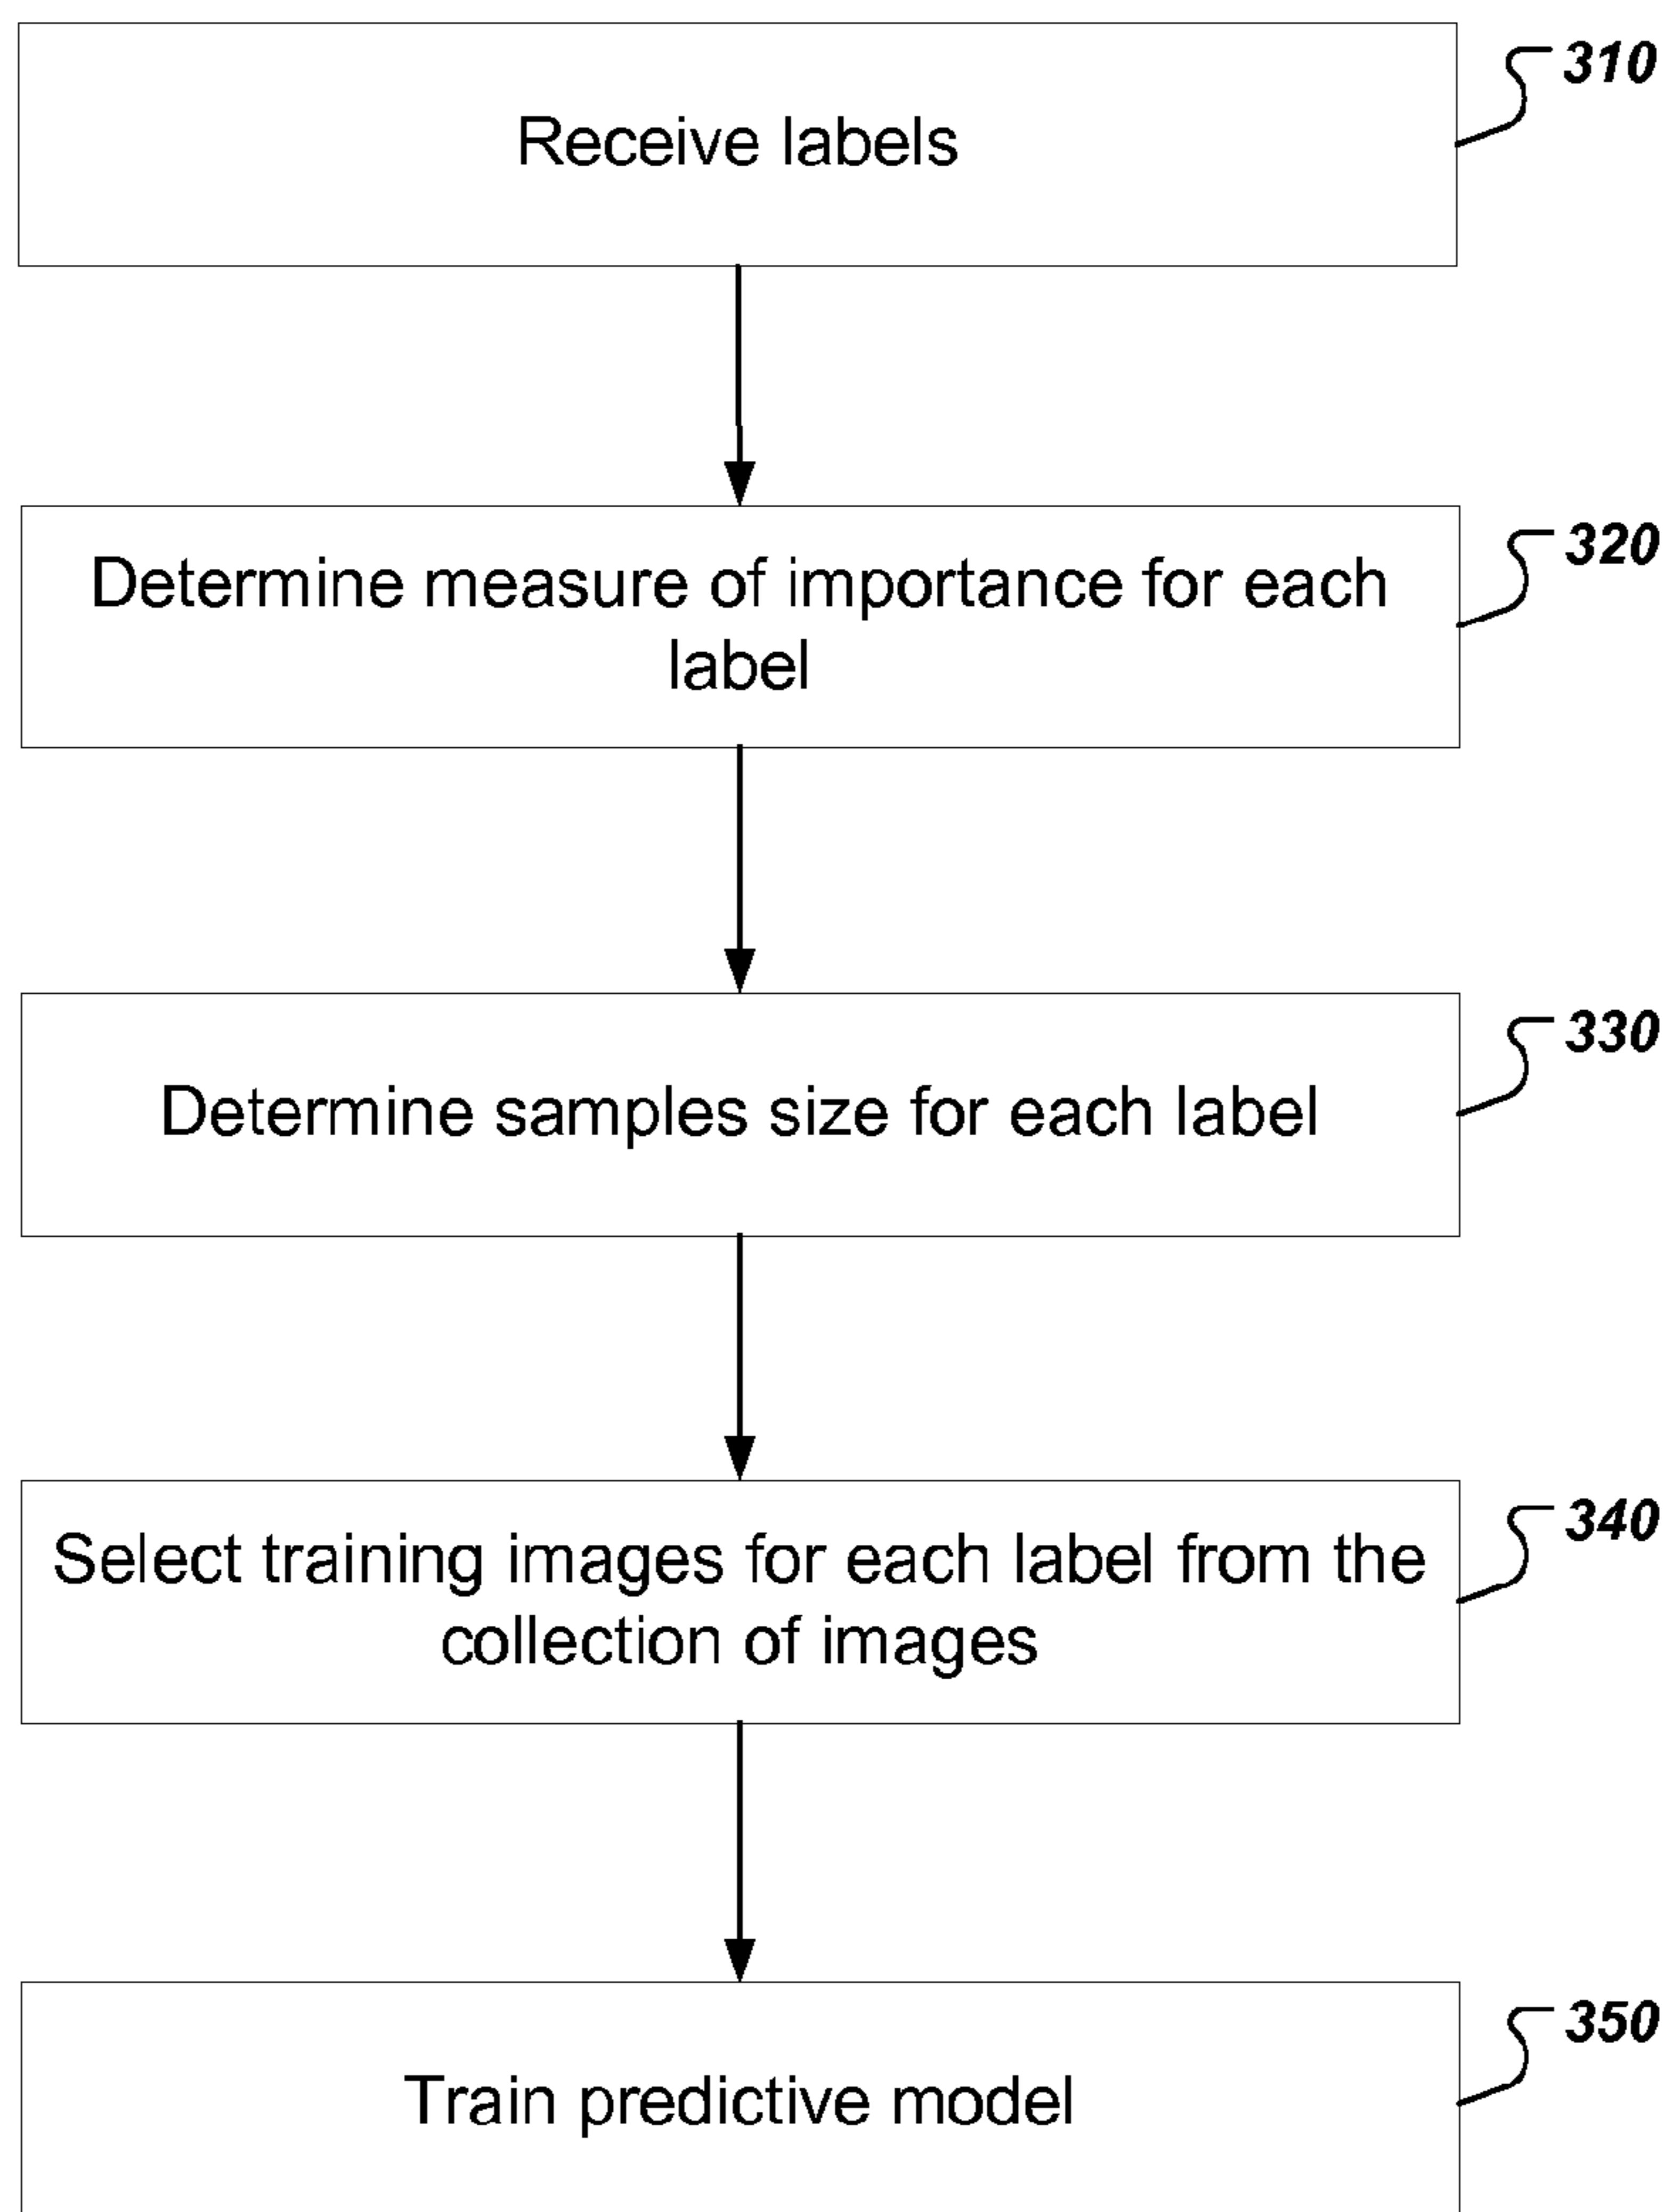 Receive labels
310
Determine measure of importance for each
label
320
Determine samples size for each label
330
Select training images for each label from the
collection of images
340
Train predictive model
350